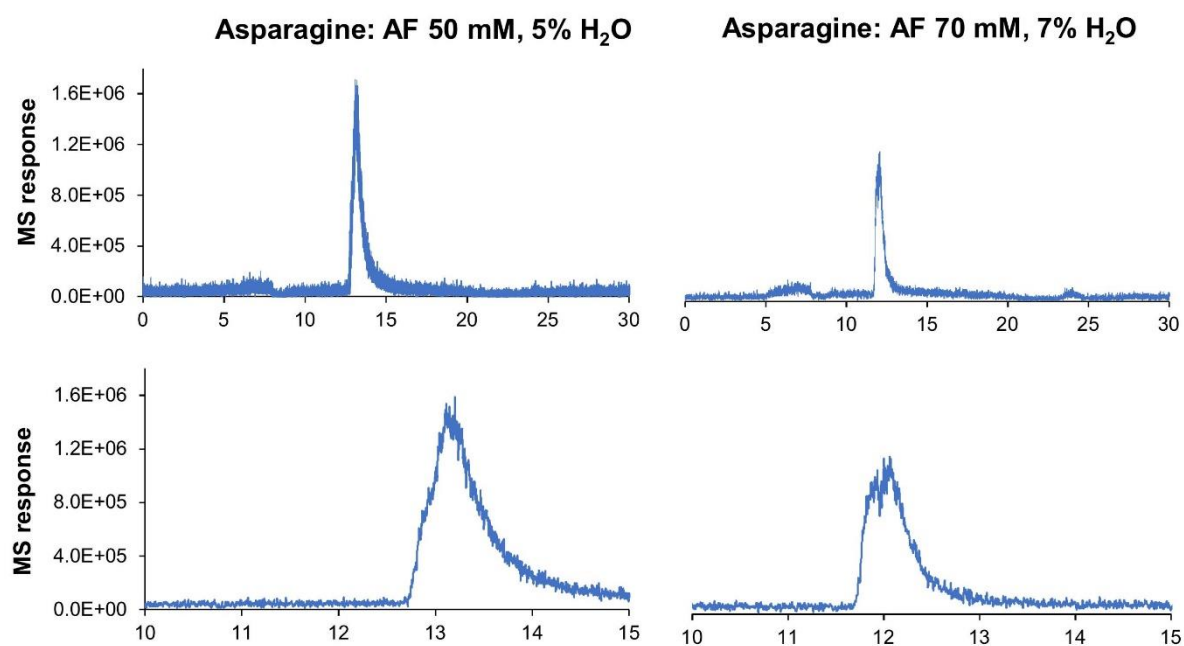 Asparagine: AF 50 mM, 5% H₂O
Asparagine: AF 70 mM, 7% H₂O
MS response
1.6E+06
1.2E+06
8.0E+05
4.0E+05
0.0E+00
0 5 10 15 20 25 30
0 5 10 15 20 25 30
MS response
1.6E+06
1.2E+06
8.0E+05
4.0E+05
0.0E+00
10 11 12 13 14 15
10 11 12 13 14 15